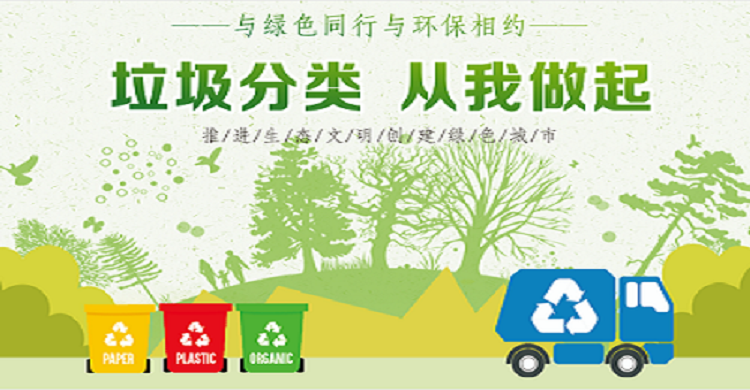 与绿色同行与环保相约
垃圾分类 从我做起
推/进/生/态/文/明/创/建/绿/色/城/市
PAPER
PLASTIC
ORGANIC